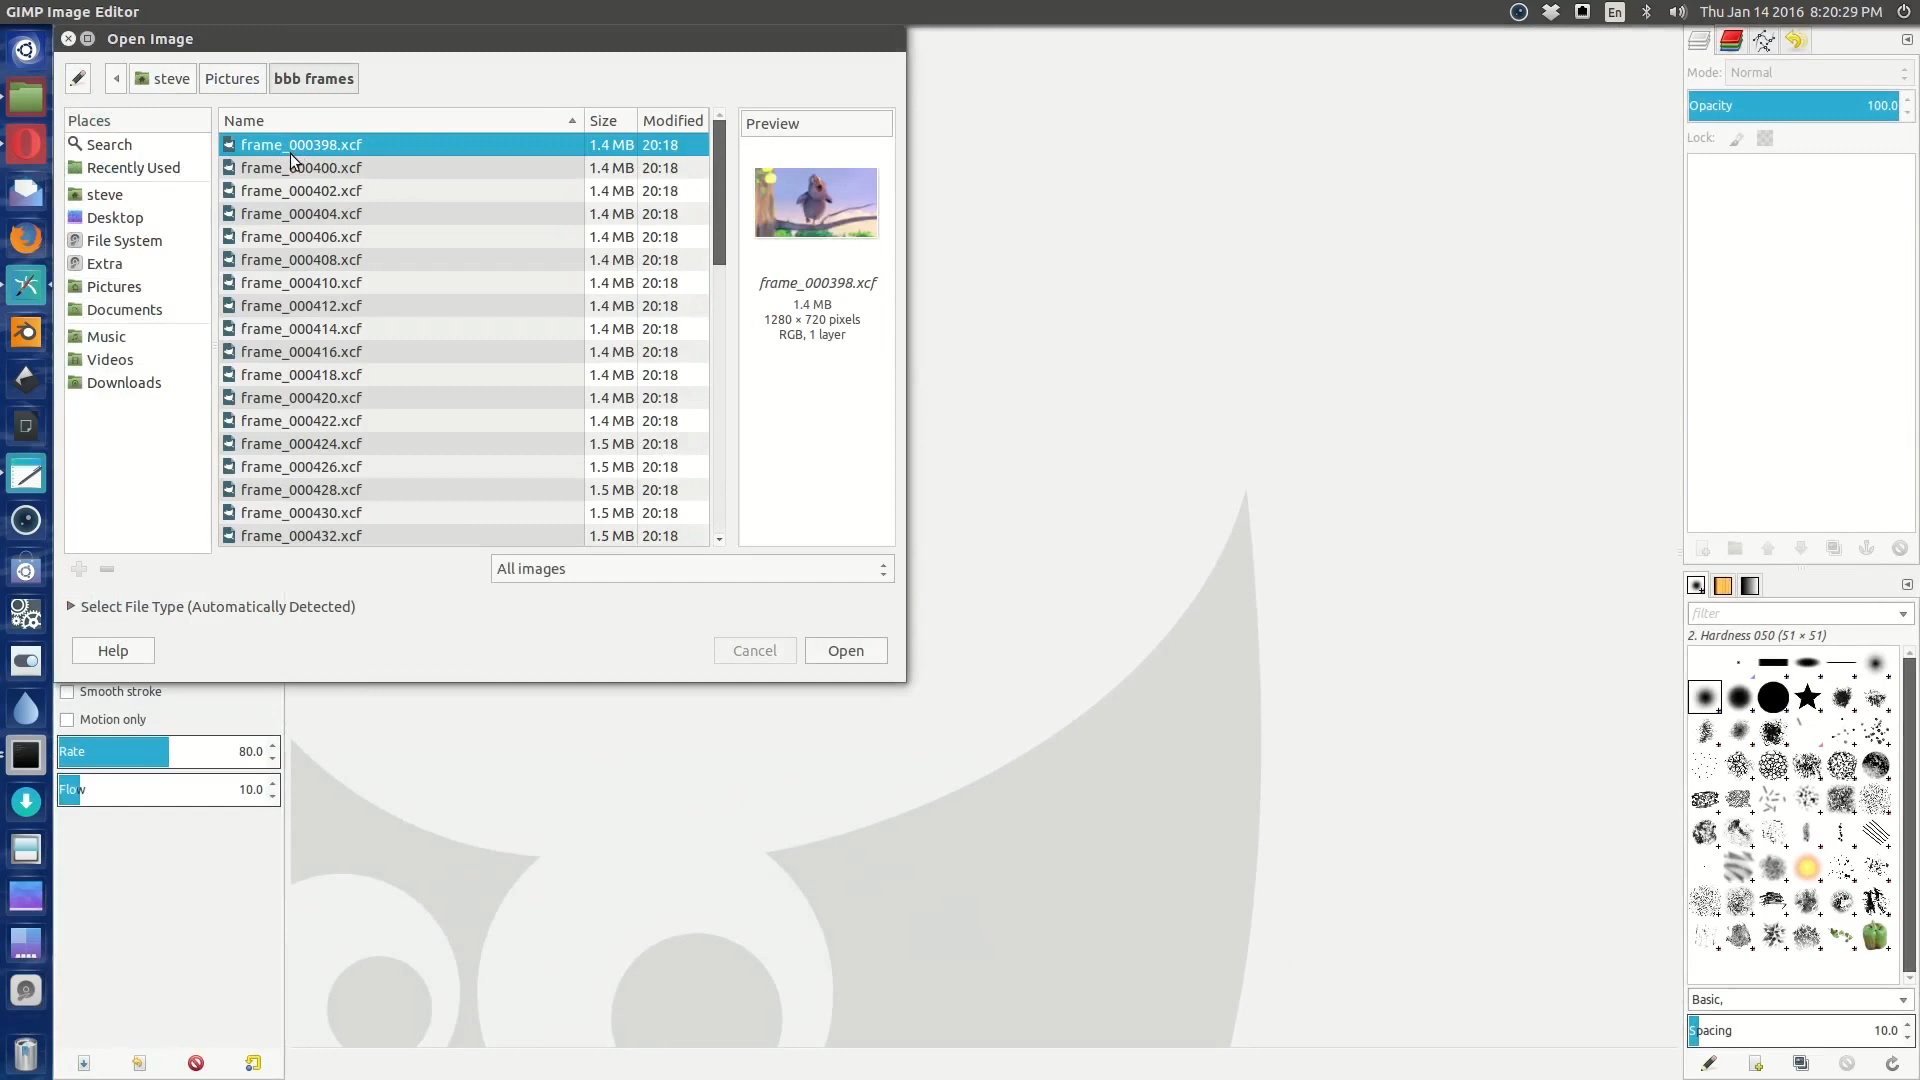 GIMP Image Editor
En
Thu Jan 14 2016 8:20:29 PM
Open Image
steve
Pictures
bbb frames
Places
Search
Recently Used
steve
Desktop
File System
Extra
Pictures
Documents
Music
Videos
Downloads
Name Size Modified
frame_000398.xcf 1.4 MB 20:18
frame_000400.xcf 1.4 MB 20:18
frame_000402.xcf 1.4 MB 20:18
frame_000404.xcf 1.4 MB 20:18
frame_000406.xcf 1.4 MB 20:18
frame_000408.xcf 1.4 MB 20:18
frame_000410.xcf 1.4 MB 20:18
frame_000412.xcf 1.4 MB 20:18
frame_000414.xcf 1.4 MB 20:18
frame_000416.xcf 1.4 MB 20:18
frame_000418.xcf 1.4 MB 20:18
frame_000420.xcf 1.4 MB 20:18
frame_000422.xcf 1.4 MB 20:18
frame_000424.xcf 1.5 MB 20:18
frame_000426.xcf 1.5 MB 20:18
frame_000428.xcf 1.5 MB 20:18
frame_000430.xcf 1.5 MB 20:18
frame_000432.xcf 1.5 MB 20:18
Preview
frame_000398.xcf
1.4 MB
1280 × 720 pixels
RGB, 1 layer
All images
Select File Type (Automatically Detected)
Help
Cancel
Open
Smooth stroke
Motion only
Rate 80.0
Flow 10.0
Mode: Normal
Opacity 100.0
Lock:
filter
2. Hardness 050 (51 × 51)
Basic,
Spacing 10.0